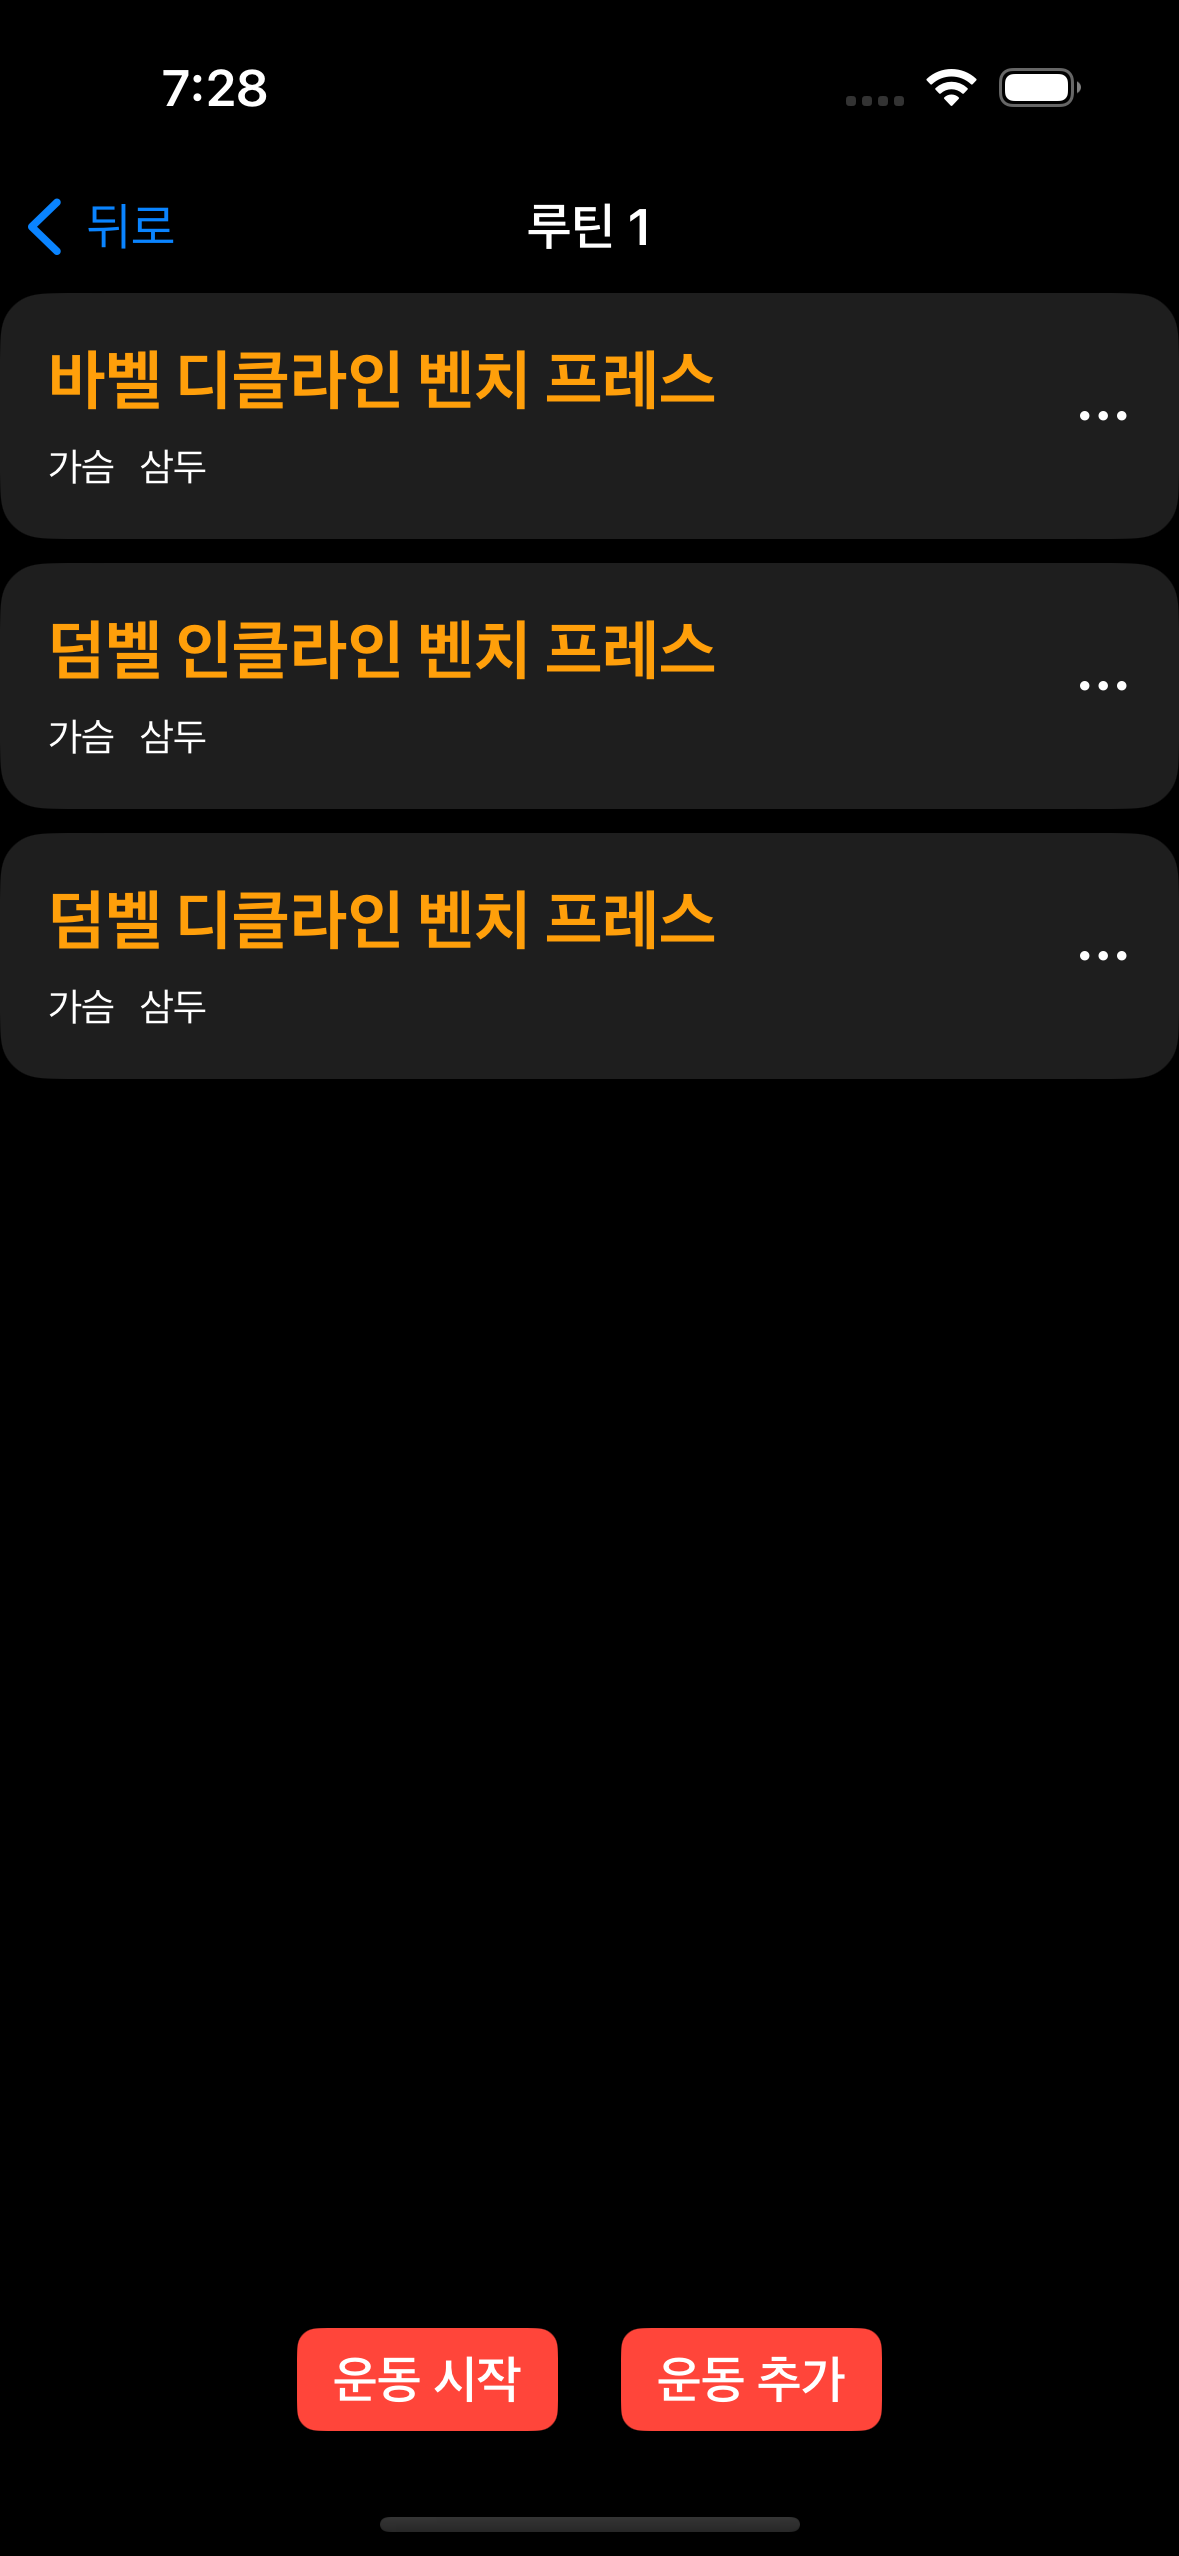 7:28
뒤로
루틴 1
바벨 디클라인 벤치 프레스
가슴 삼두
덤벨 인클라인 벤치 프레스
가슴 삼두
덤벨 디클라인 벤치 프레스
가슴 삼두
운동 시작
운동 추가